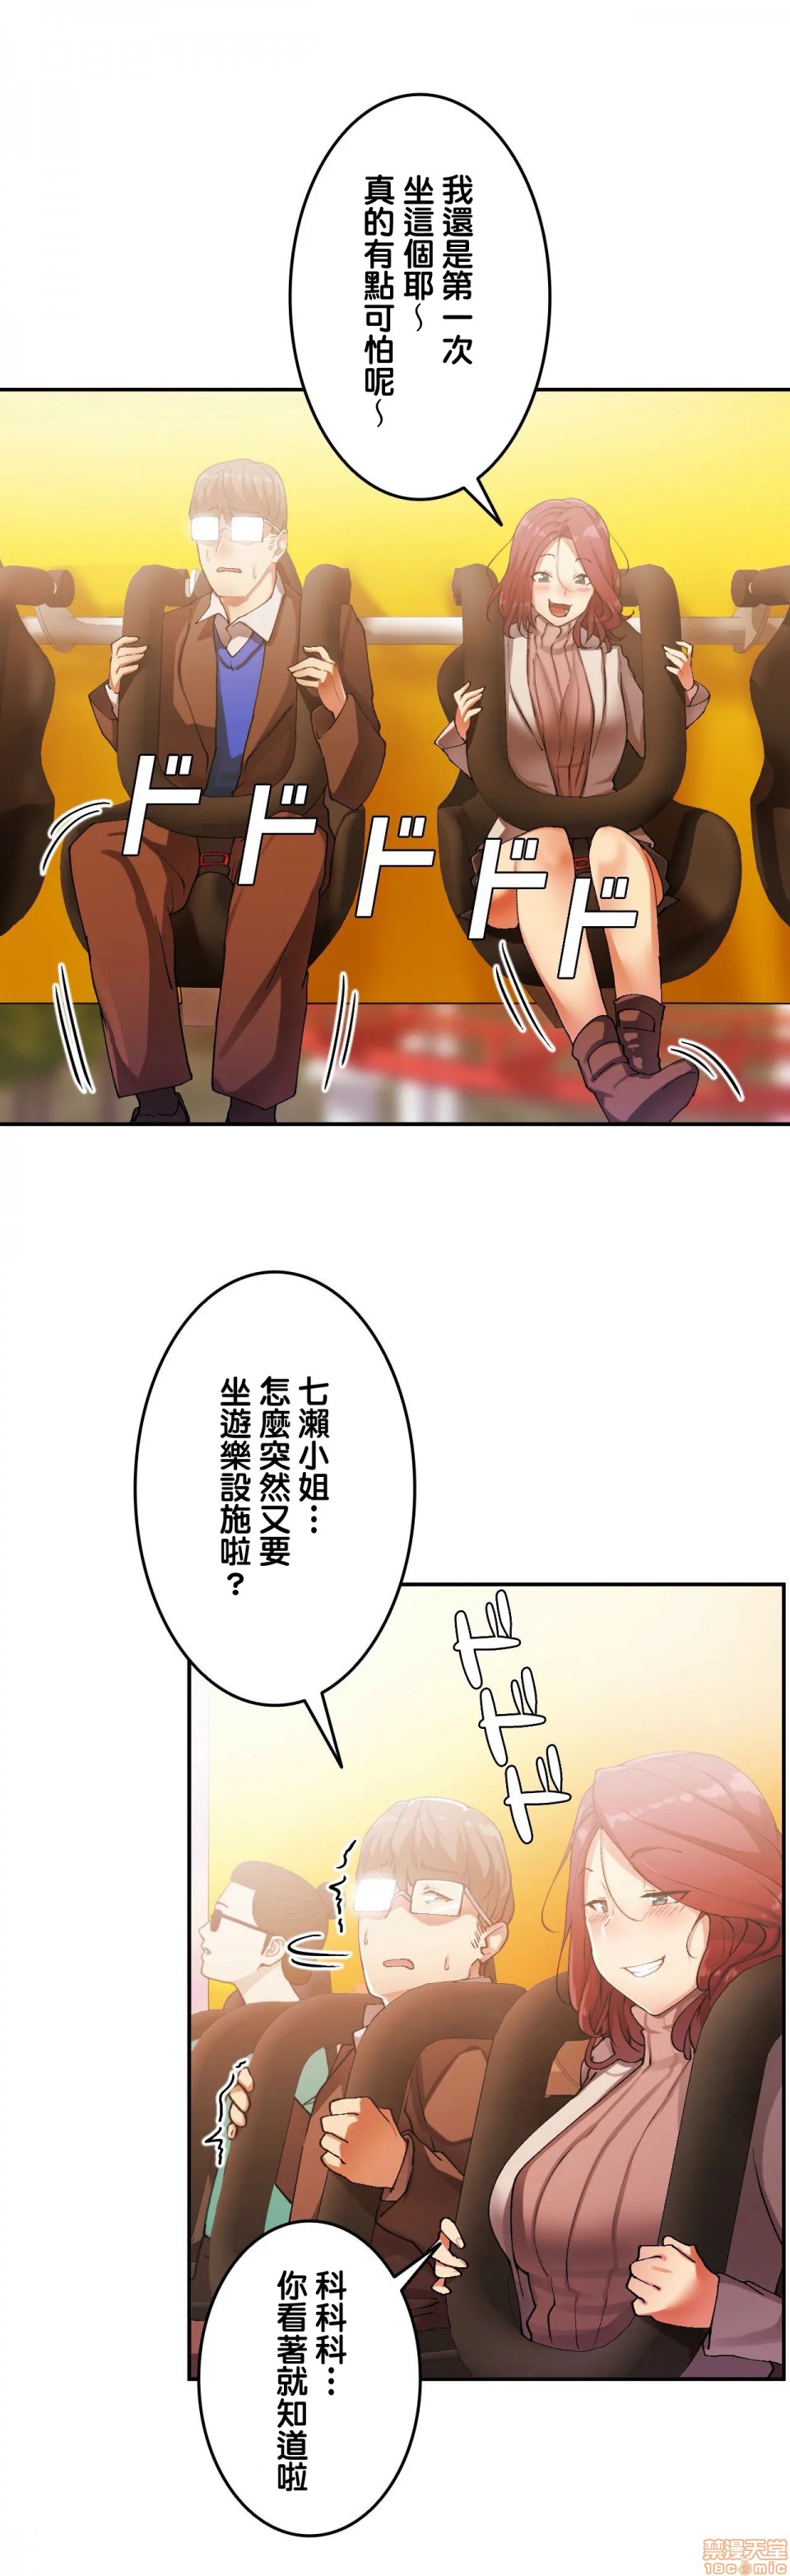 我還是第一次
坐這個耶~
真的有點可怕呢~
ド
ド
ド
ド
ド
七瀨小姐…
怎麼突然又要
坐遊樂設施啦？
ド
ド
ド
科科科…
你看著就知道啦
禁漫天堂
18comic